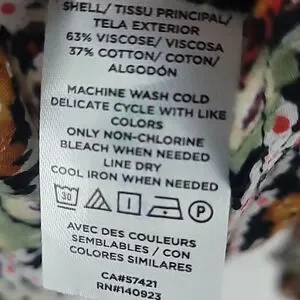 SHELL/ TISSU PRINCIPAL/
TELA EXTERIOR
63% VISCOSE/ VISCOSA
37% COTTON/ COTON/
ALGODÓN
MACHINE WASH COLD
DELICATE CYCLE WITH LIKE
COLORS
ONLY NON-CHLORINE
BLEACH WHEN NEEDED
LINE DRY
COOL IRON WHEN NEEDED
30 P
AVEC DES COULEURS
SEMBLABLES / CON
COLORES SIMILARES
CA#57421
RN#140923